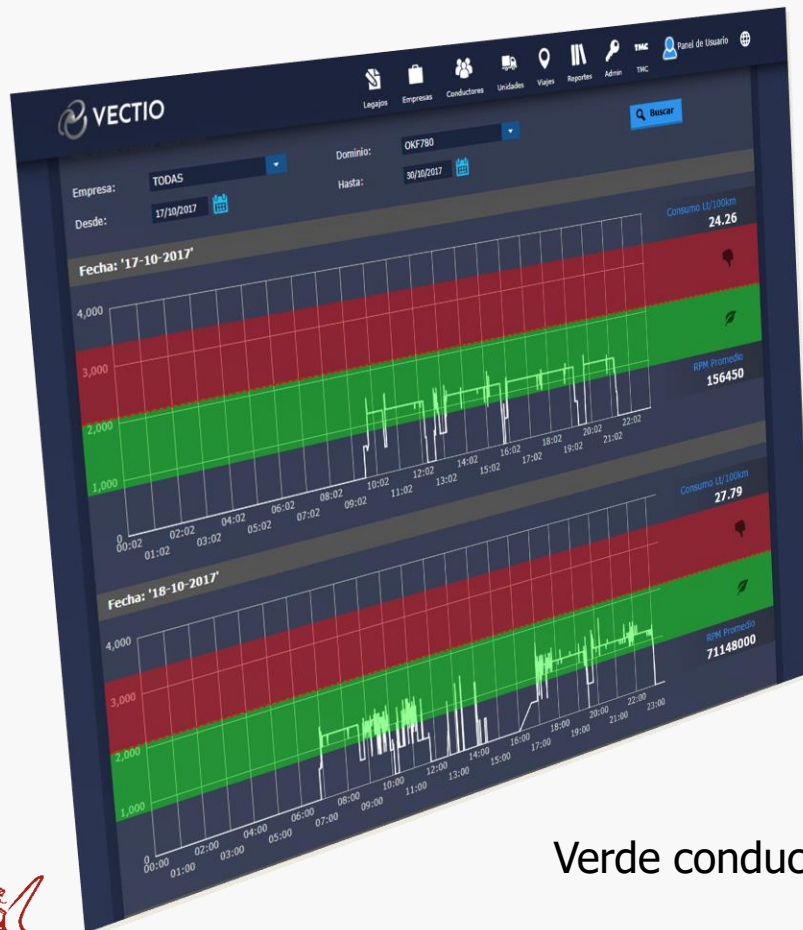 VECTIO
Legajos
Empresas
Conductores
Unidades
Viajes
Reportes
Admin
TMC
TMC
Panel de Usuario
Empresa:
TODAS
Dominio:
OKF780
Buscar
Desde:
17/10/2017
Hasta:
30/10/2017
Fecha: '17-10-2017'
Consumo Lt/100km
24.26
4,000
3,000
2,000
1,000
0
RPM Promedio
156450
00:02 02:02 04:02 06:02 08:02 10:02 12:02 14:02 16:02 18:02 20:02 22:02
01:02 03:02 05:02 07:02 09:02 11:02 13:02 15:02 17:02 19:02 21:02
Fecha: '18-10-2017'
Consumo Lt/100km
27.79
4,000
3,000
2,000
1,000
0
RPM Promedio
71148000
00:00 02:00 04:00 06:00 08:00 10:00 12:00 14:00 16:00 18:00 20:00 22:00
01:00 03:00 05:00 07:00 09:00 11:00 13:00 15:00 17:00 19:00 21:00 23:00
Verde conduc